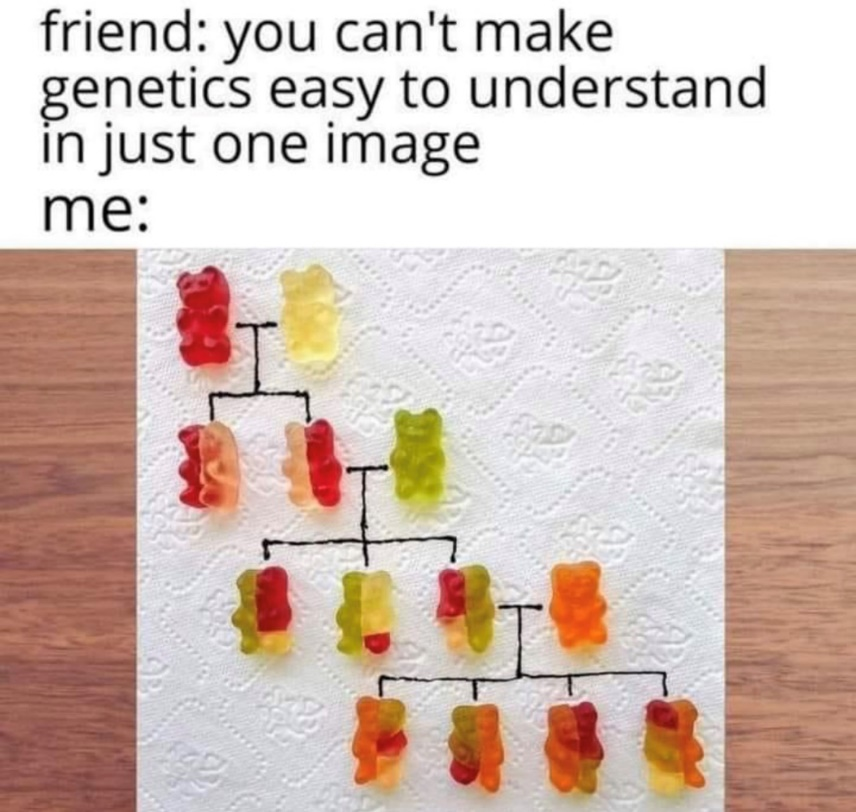 friend: you can't make
genetics easy to understand
in just one image
me: